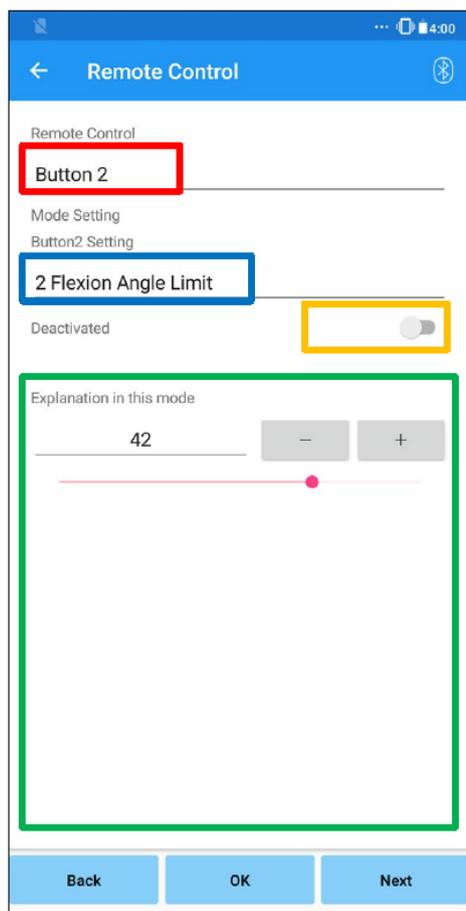 ... 4:00
Remote Control
Remote Control
Button 2
Mode Setting
Button2 Setting
2 Flexion Angle Limit
Deactivated
Explanation in this mode
42 − +
Back OK Next